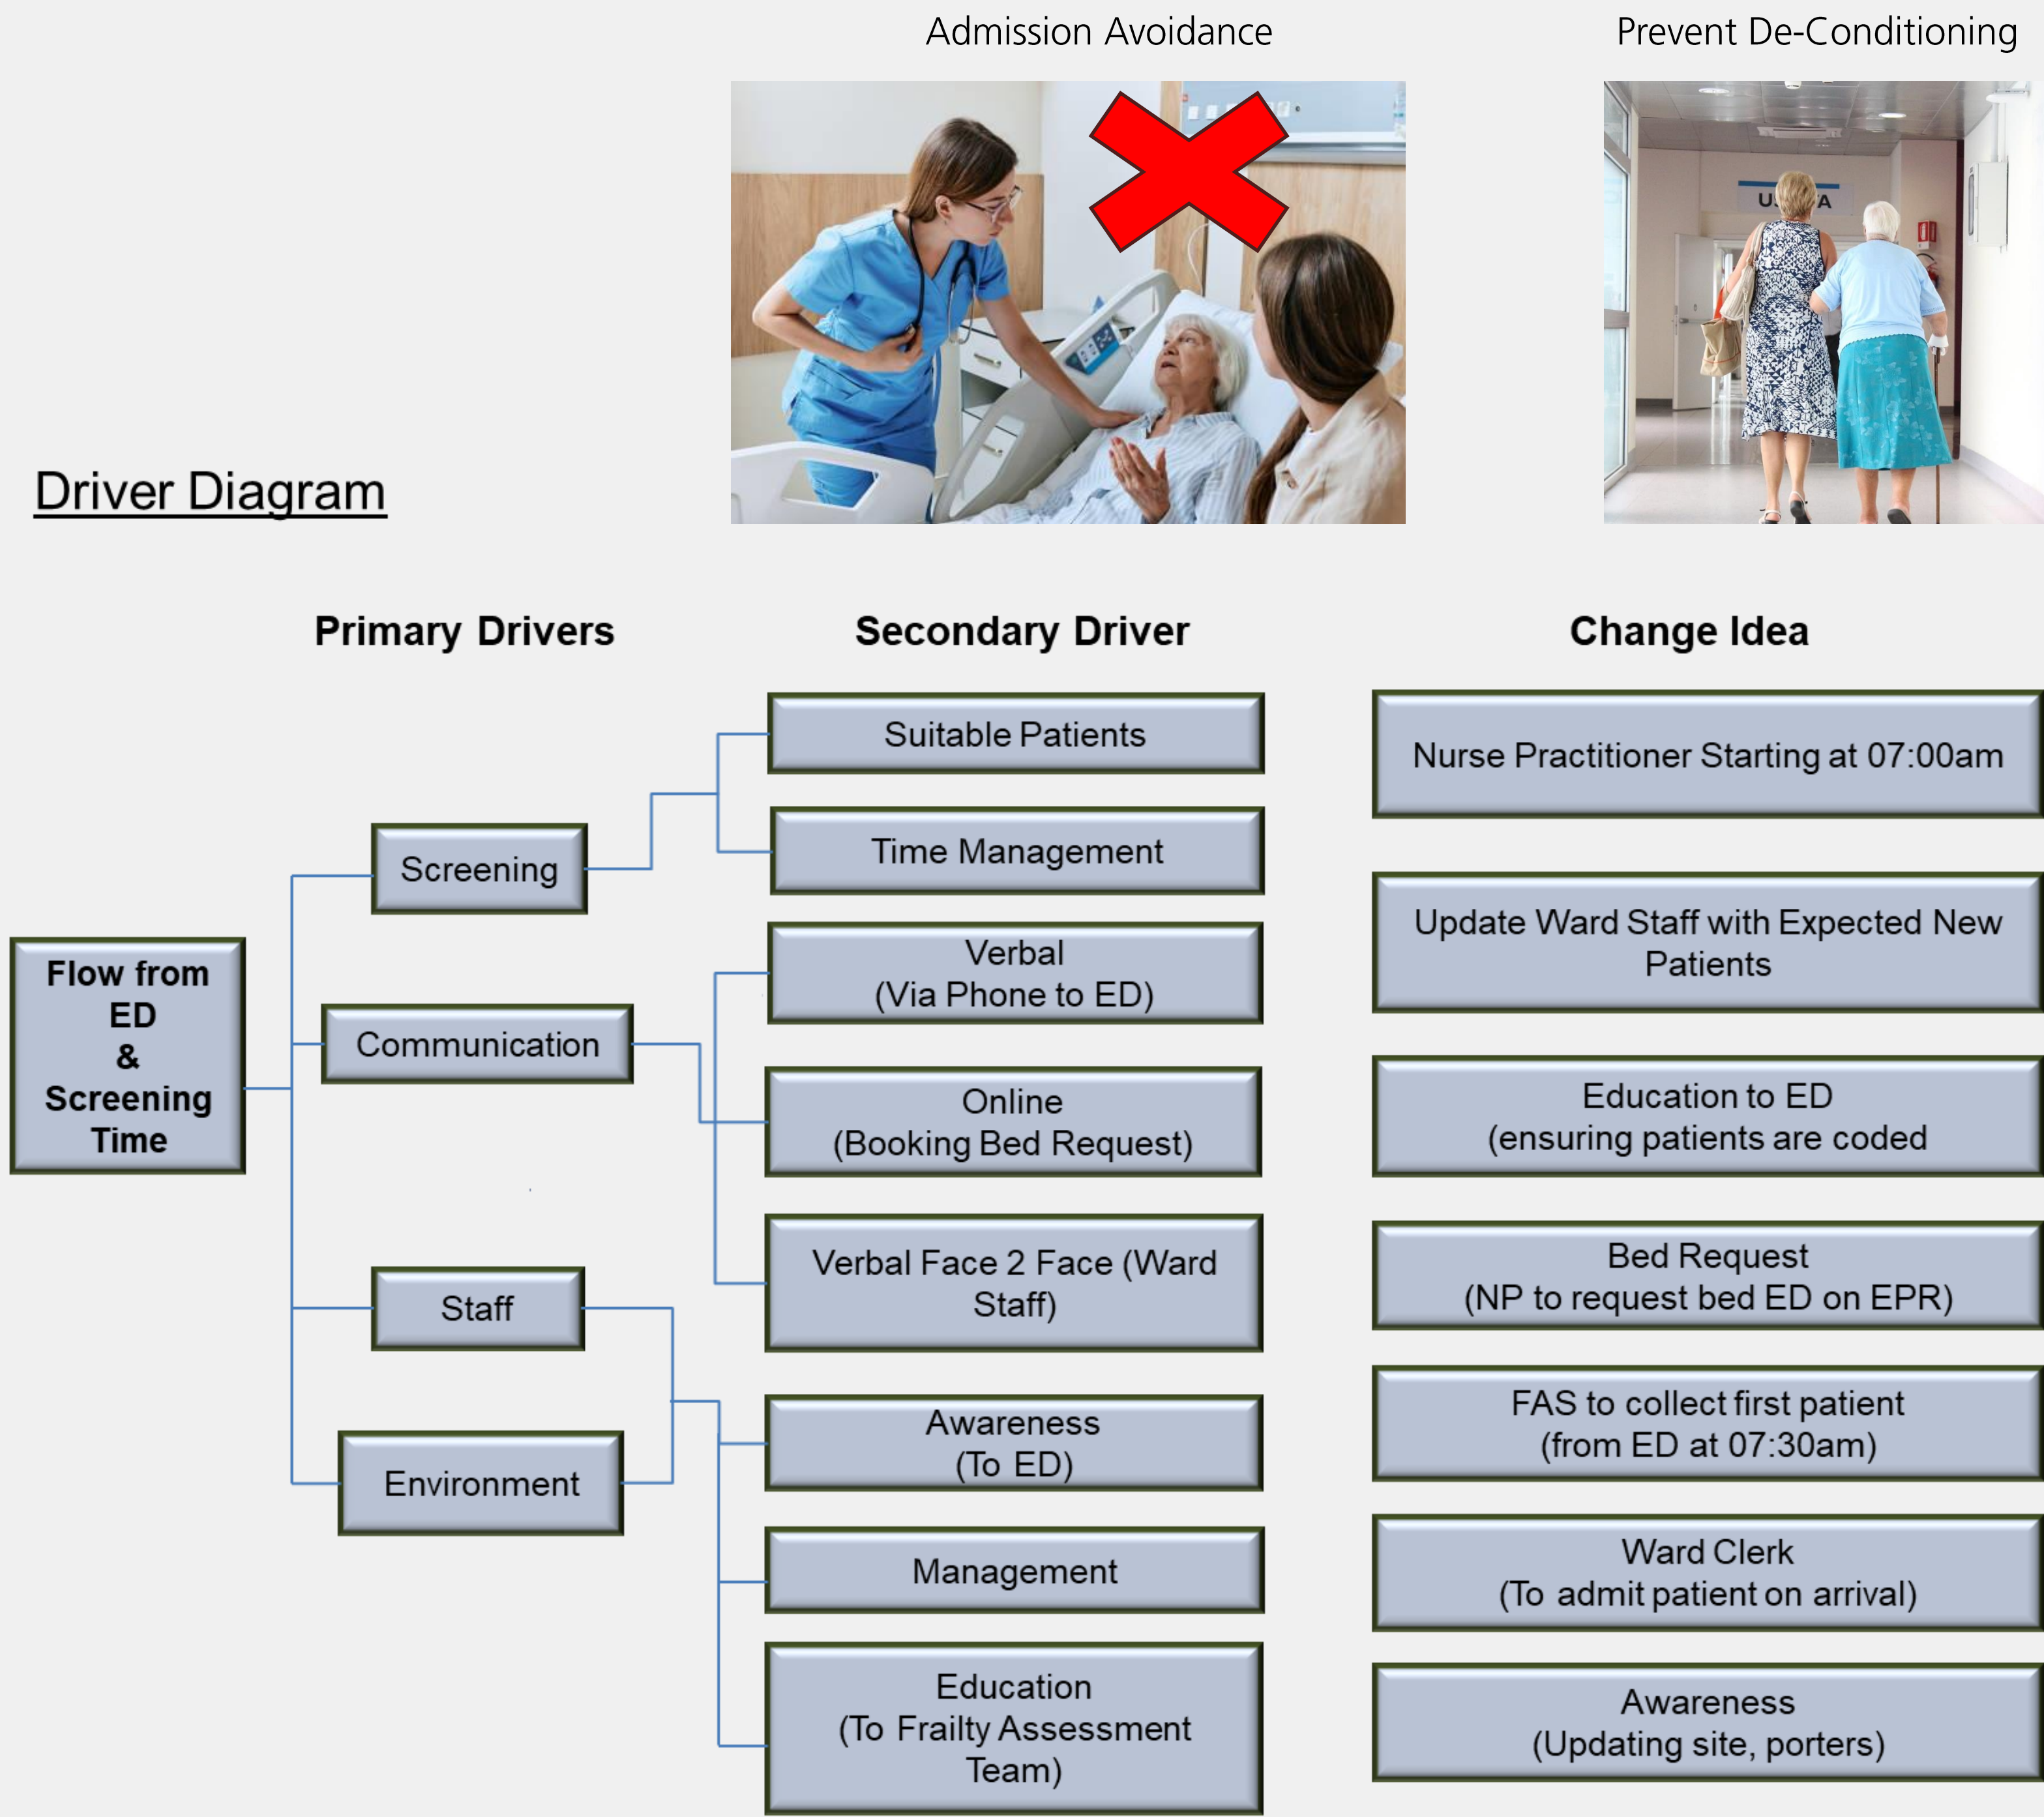 Admission Avoidance
Prevent De-Conditioning
Driver Diagram
Primary Drivers
Secondary Driver
Change Idea
Flow from
ED
&
Screening
Time
Screening
Communication
Staff
Environment
Suitable Patients
Time Management
Verbal
(Via Phone to ED)
Online
(Booking Bed Request)
Verbal Face 2 Face (Ward
Staff)
Awareness
(To ED)
Management
Education
(To Frailty Assessment
Team)
Nurse Practitioner Starting at 07:00am
Update Ward Staff with Expected New
Patients
Education to ED
(ensuring patients are coded
Bed Request
(NP to request bed ED on EPR)
FAS to collect first patient
(from ED at 07:30am)
Ward Clerk
(To admit patient on arrival)
Awareness
(Updating site, porters)